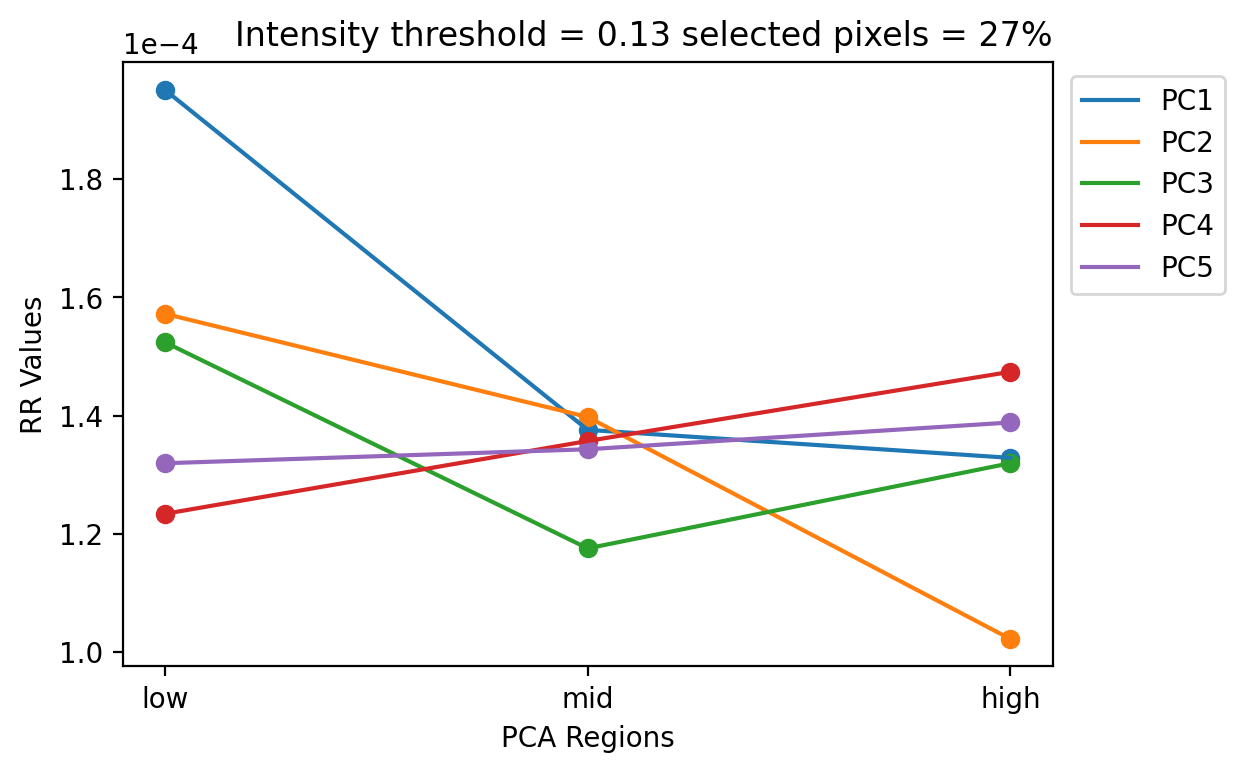 Intensity threshold = 0.13 selected pixels = 27%
1e−4
1.8
1.6
1.4
1.2
1.0
RR Values
low
mid
high
PCA Regions
PC1
PC2
PC3
PC4
PC5